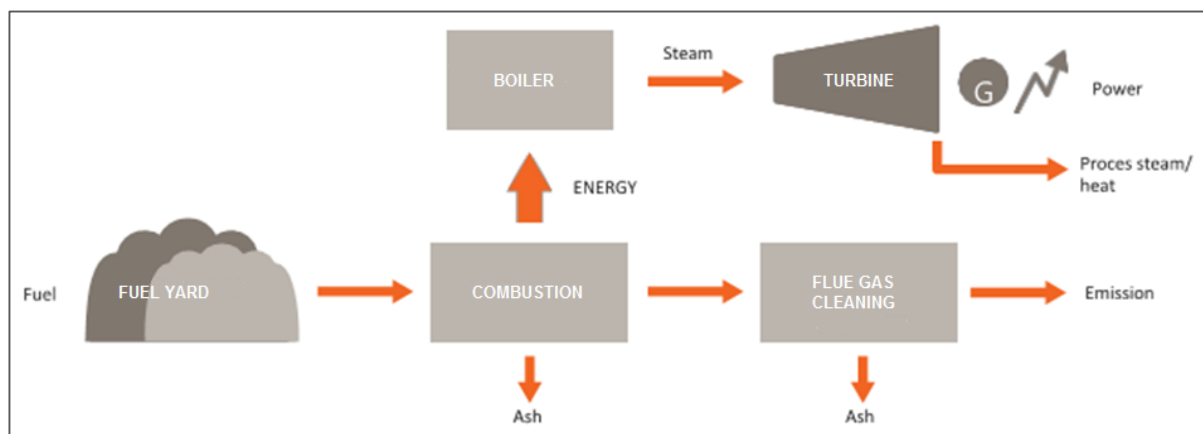 BOILER
Steam
TURBINE
G
Power
Proces steam/
heat
ENERGY
Fuel
FUEL YARD
COMBUSTION
FLUE GAS
CLEANING
Emission
Ash
Ash